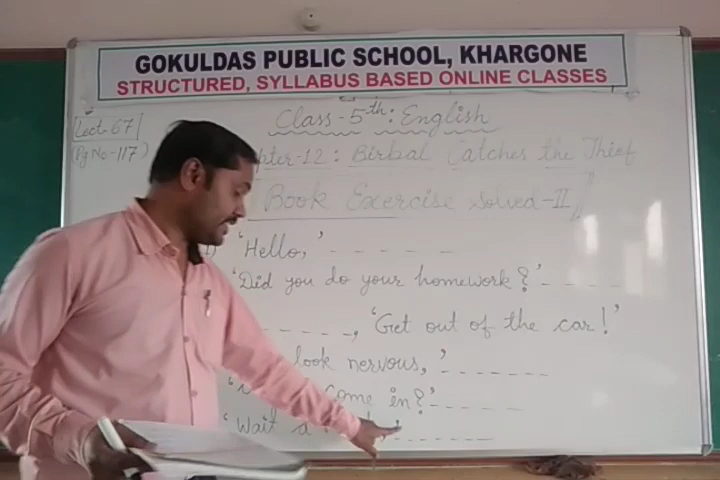 GOKULDAS PUBLIC SCHOOL, KHARGONE
STRUCTURED, SYLLABUS BASED ONLINE CLASSES
Lect-67
(Pg No-117)
Class-5th: English
pter-12: Birbal Catches the Thief
Book Exercise Solved-II
'Hello,' - - - - - - -
'Did you do your homework?' - - - - -
- - - - - -, 'Get out of the car!'
look nervous,' - - - - - - -
come in?' - - - - - -
'Wait a - - - - - -